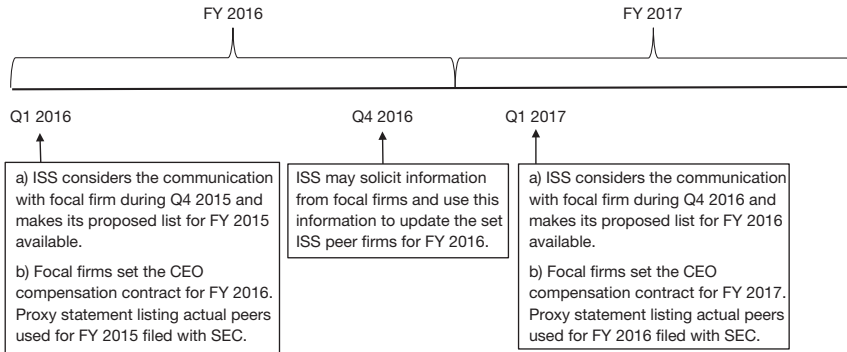 FY 2016
FY 2017
Q1 2016
Q4 2016
Q1 2017
a) ISS considers the communication
with focal firm during Q4 2015 and
makes its proposed list for FY 2015
available.
b) Focal firms set the CEO
compensation contract for FY 2016.
Proxy statement listing actual peers
used for FY 2015 filed with SEC.
ISS may solicit information
from focal firms and use this
information to update the set
ISS peer firms for FY 2016.
a) ISS considers the communication
with focal firm during Q4 2016 and
makes its proposed list for FY 2016
available.
b) Focal firms set the CEO
compensation contract for FY 2017.
Proxy statement listing actual peers
used for FY 2016 filed with SEC.